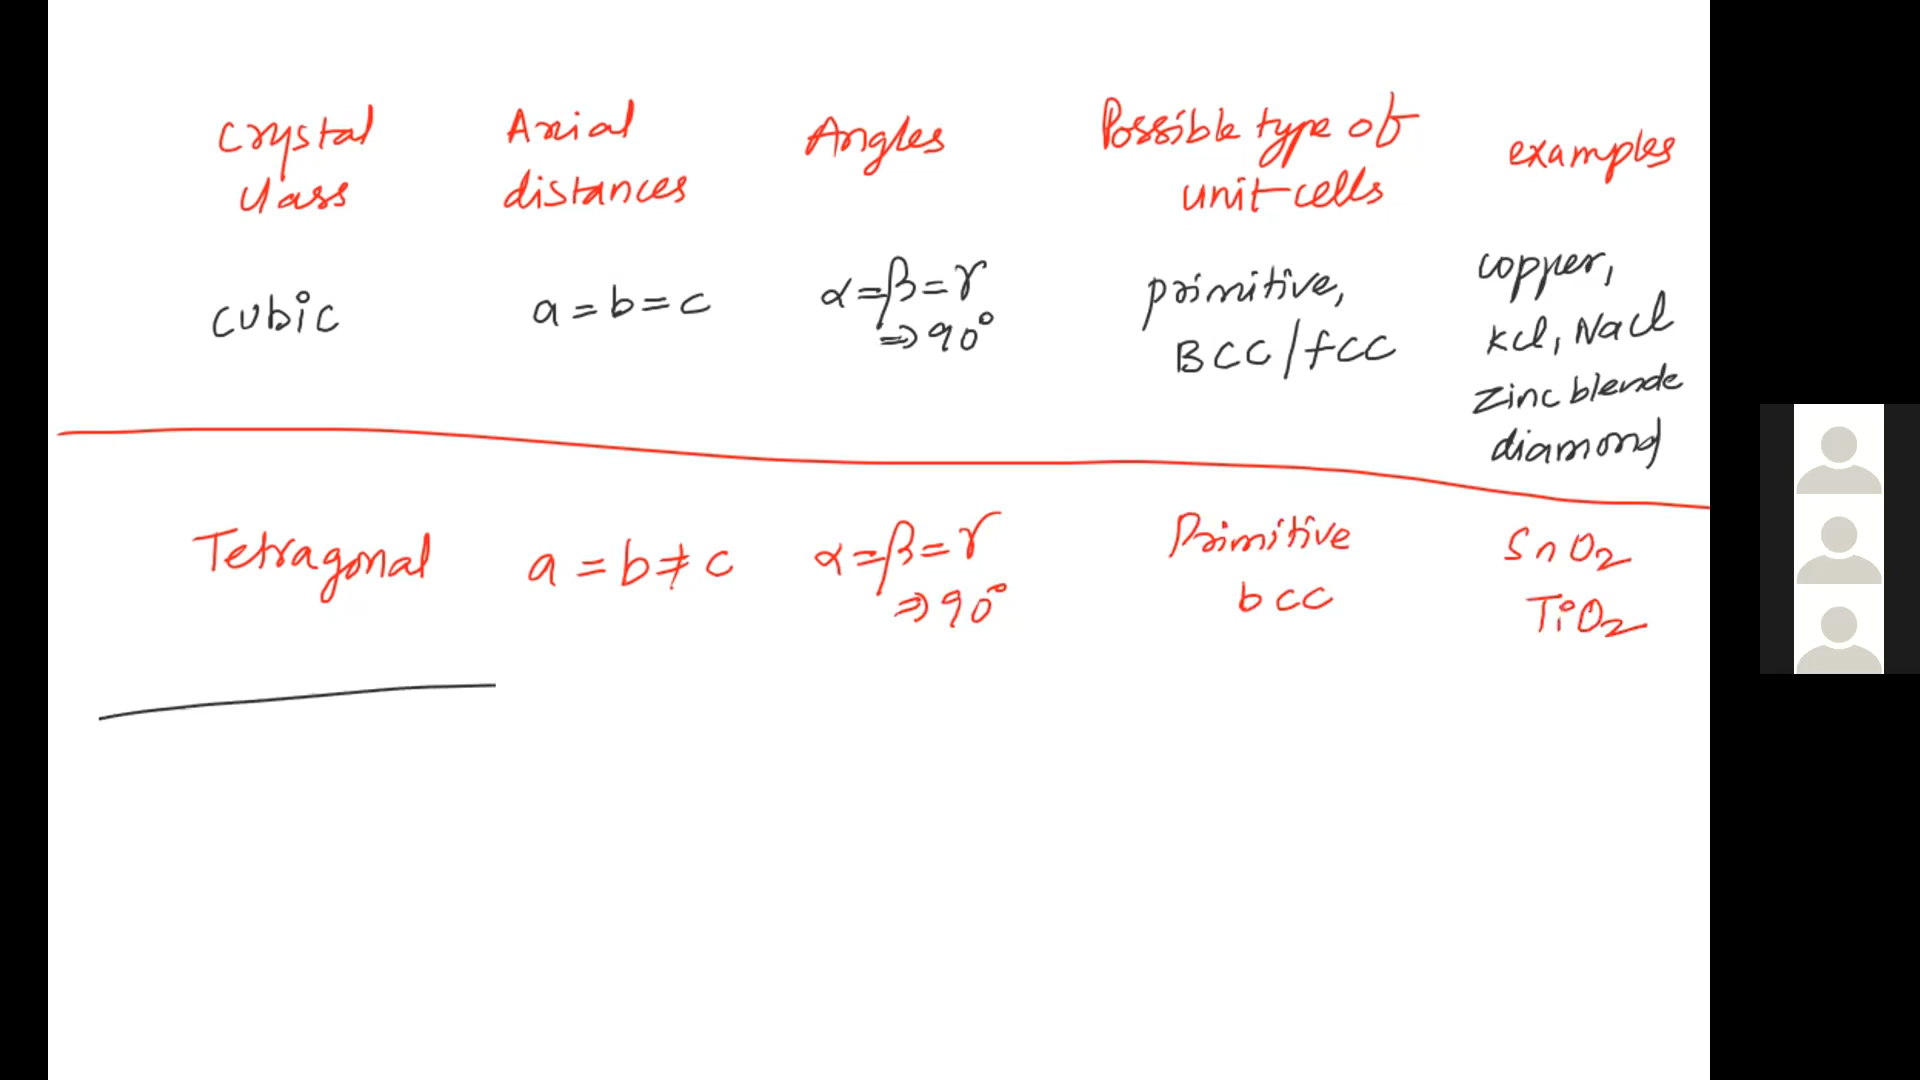 Crystal class
Axial distances
Angles
Possible type of unit cells
examples
cubic
a = b = c
α = β = γ
⇒ 90°
primitive,
BCC / fCC
copper,
kcl, Nacl
Zinc blende
diamond
Tetragonal
a = b ≠ c
α = β = γ
⇒ 90°
Primitive
bcc
SnO2
TiO2